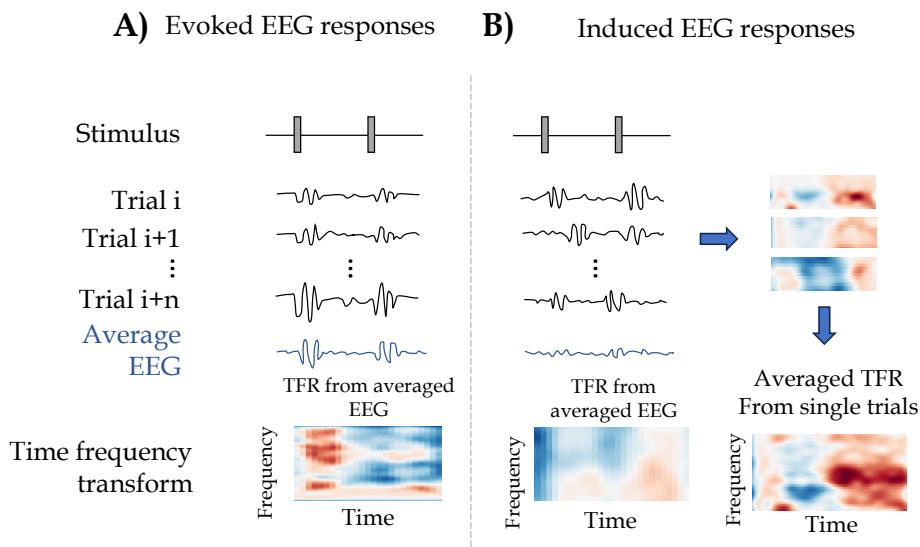 A) Evoked EEG responses
B) Induced EEG responses
Stimulus
Trial i
Trial i+1
⋮
⋮
⋮
Trial i+n
Average
EEG
TFR from averaged
EEG
TFR from
averaged EEG
Averaged TFR
From single trials
Time frequency
transform
Frequency
Time
Frequency
Frequency
Time